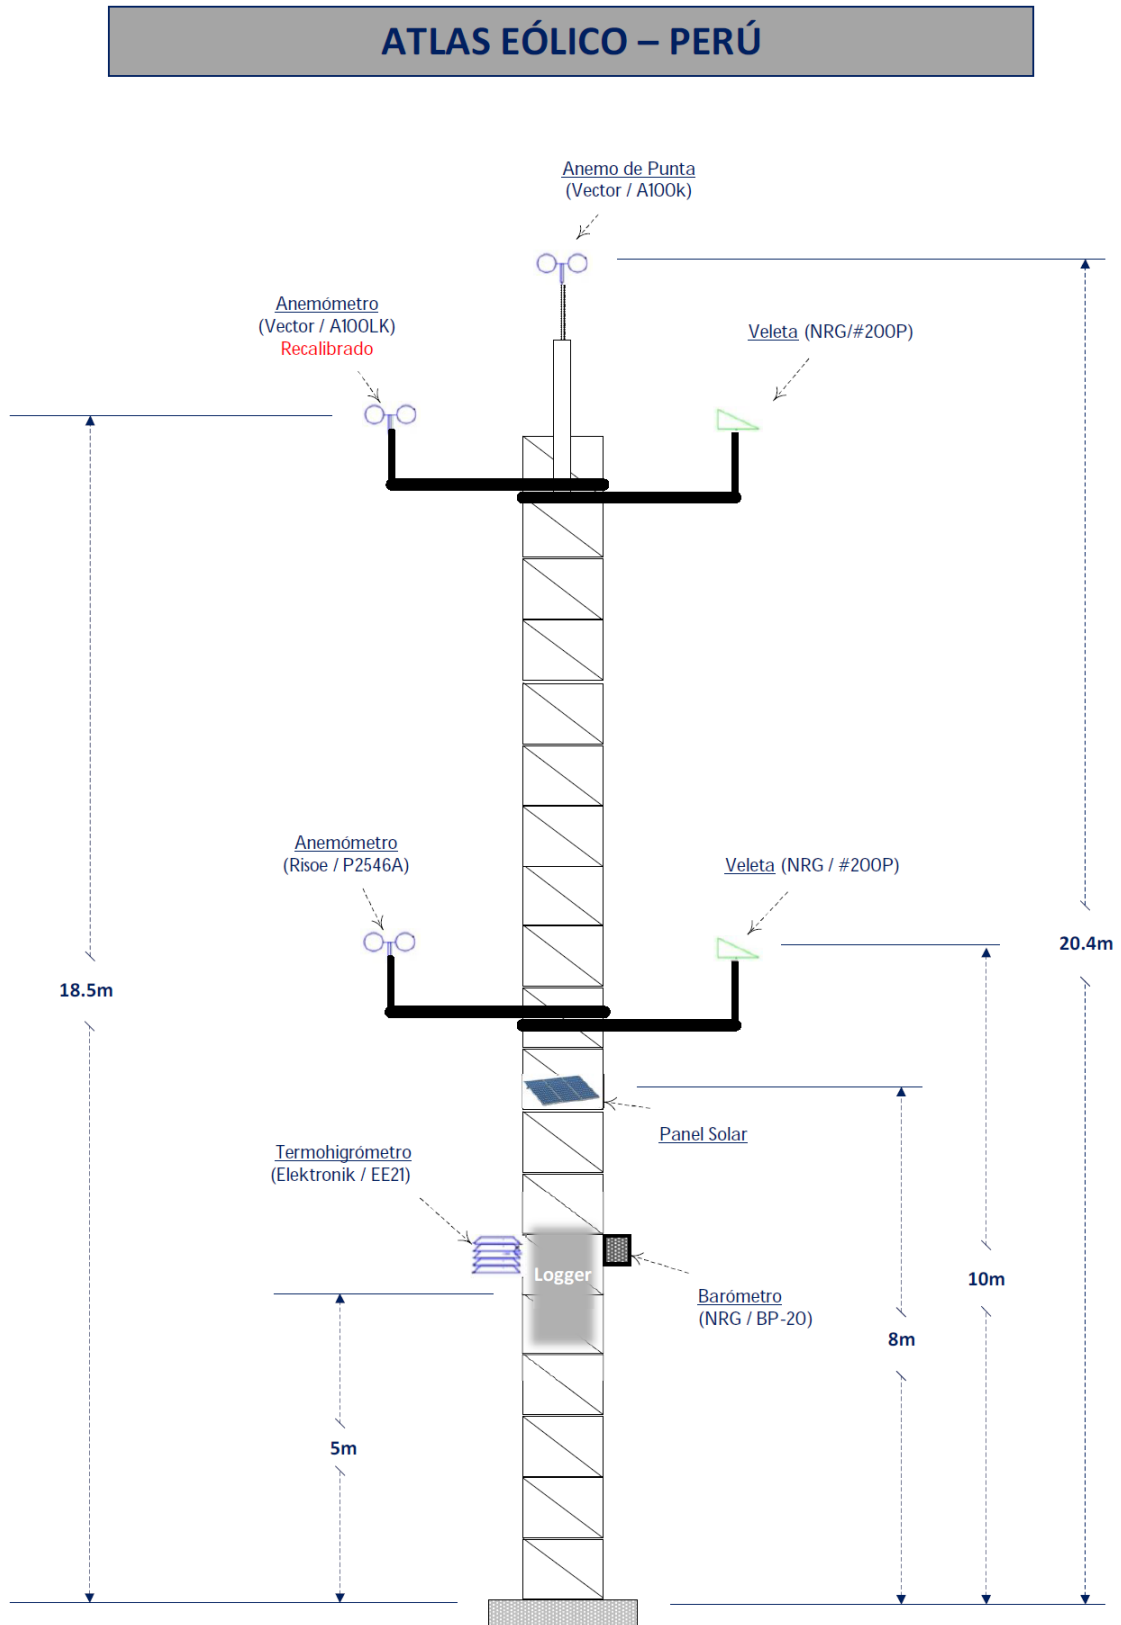 ATLAS EÓLICO – PERÚ
Anemo de Punta
(Vector / A100k)
Anemómetro
(Vector / A100LK)
Recalibrado
Veleta (NRG/#200P)
Anemómetro
(Risoe / P2546A)
Veleta (NRG / #200P)
20.4m
18.5m
Panel Solar
Termohigrómetro
(Elektronik / EE21)
Logger
10m
Barómetro
(NRG / BP-20)
8m
5m